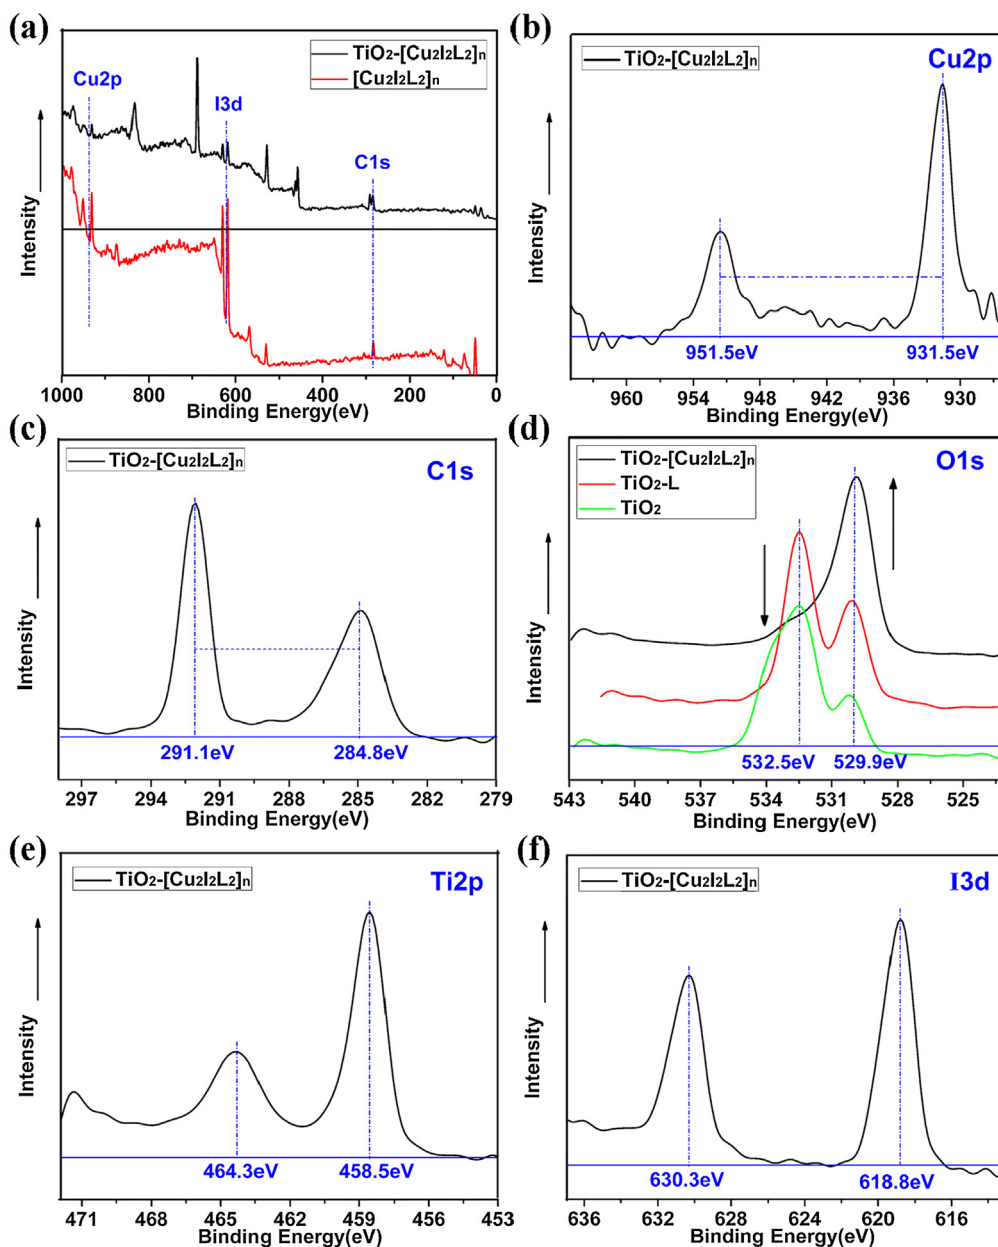 (a)
TiO2-[Cu2I2L2]n
[Cu2I2L2]n
Cu2p
I3d
C1s
Intensity
Intensity
1000 800 600 400 200 0
Binding Energy(eV)
(b)
TiO2-[Cu2I2L2]n
Cu2p
Intensity
951.5eV 931.5eV
960 954 948 942 936 930
Binding Energy(eV)
(c)
TiO2-[Cu2I2L2]n
C1s
Intensity
291.1eV 284.8eV
297 294 291 288 285 282 279
Binding Energy(eV)
(d)
TiO2-[Cu2I2L2]n
TiO2-L
TiO2
O1s
Intensity
532.5eV 529.9eV
543 540 537 534 531 528 525
Binding Energy(eV)
(e)
TiO2-[Cu2I2L2]n
Ti2p
Intensity
464.3eV 458.5eV
471 468 465 462 459 456 453
Binding Energy(eV)
(f)
TiO2-[Cu2I2L2]n
I3d
Intensity
630.3eV 618.8eV
636 632 628 624 620 616
Binding Energy(eV)